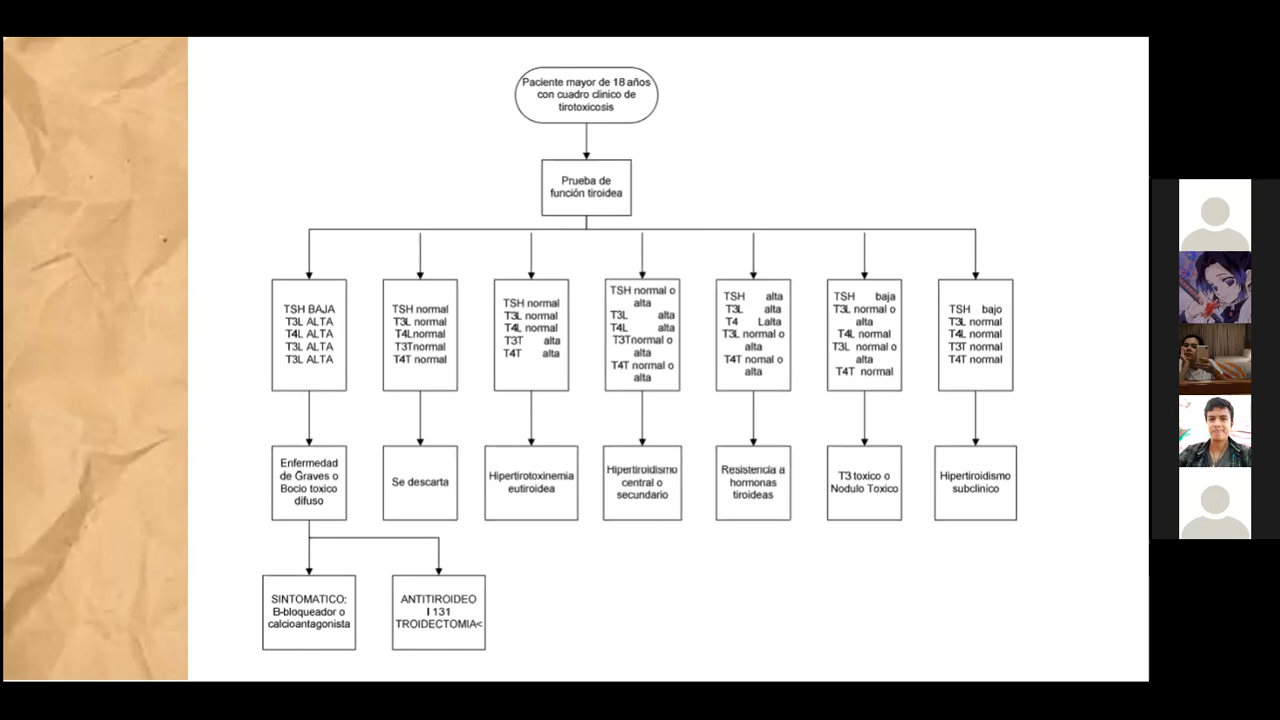 Paciente mayor de 18 años
con cuadro clinico de
tirotoxicosis
Prueba de
función tiroidea
TSH BAJA
T3L ALTA
T4L ALTA
T3L ALTA
T3L ALTA
TSH normal
T3L normal
T4Lnormal
T3Tnormal
T4T normal
TSH normal
T3L normal
T4L normal
T3T alta
T4T alta
TSH normal o
alta
T3L alta
T4L alta
T3Tnormal o
alta
T4T normal o
alta
TSH alta
T3L alta
T4 Lalta
T3L normal o
alta
T4T nomal o
alta
TSH baja
T3L normal o
alta
T4L normal
T3L normal o
alta
T4T normal
TSH bajo
T3L normal
T4L normal
T3T normal
T4T normal
Enfermedad
de Graves o
Bocio toxico
difuso
Se descarta
Hipertirotoxinemia
eutiroidea
Hipertiroidismo
central o
secundario
Resistencia a
hormonas
tiroideas
T3 toxico o
Nodulo Toxico
Hipertiroidismo
subclinico
SINTOMATICO:
B-bloqueador o
calcioantagonista
ANTITIROIDEO
I 131
TROIDECTOMIA<